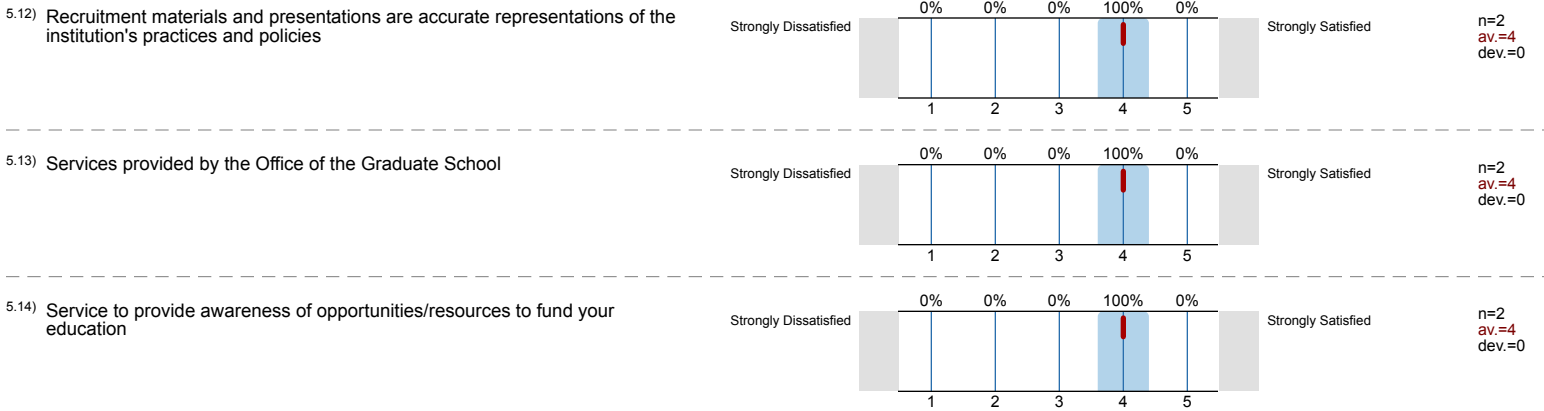 5.12) Recruitment materials and presentations are accurate representations of the
institution's practices and policies
Strongly Dissatisfied
0% 0% 0% 100% 0%
1 2 3 4 5
Strongly Satisfied
n=2
av.=4
dev.=0
5.13) Services provided by the Office of the Graduate School
Strongly Dissatisfied
0% 0% 0% 100% 0%
1 2 3 4 5
Strongly Satisfied
n=2
av.=4
dev.=0
5.14) Service to provide awareness of opportunities/resources to fund your
education
Strongly Dissatisfied
0% 0% 0% 100% 0%
1 2 3 4 5
Strongly Satisfied
n=2
av.=4
dev.=0